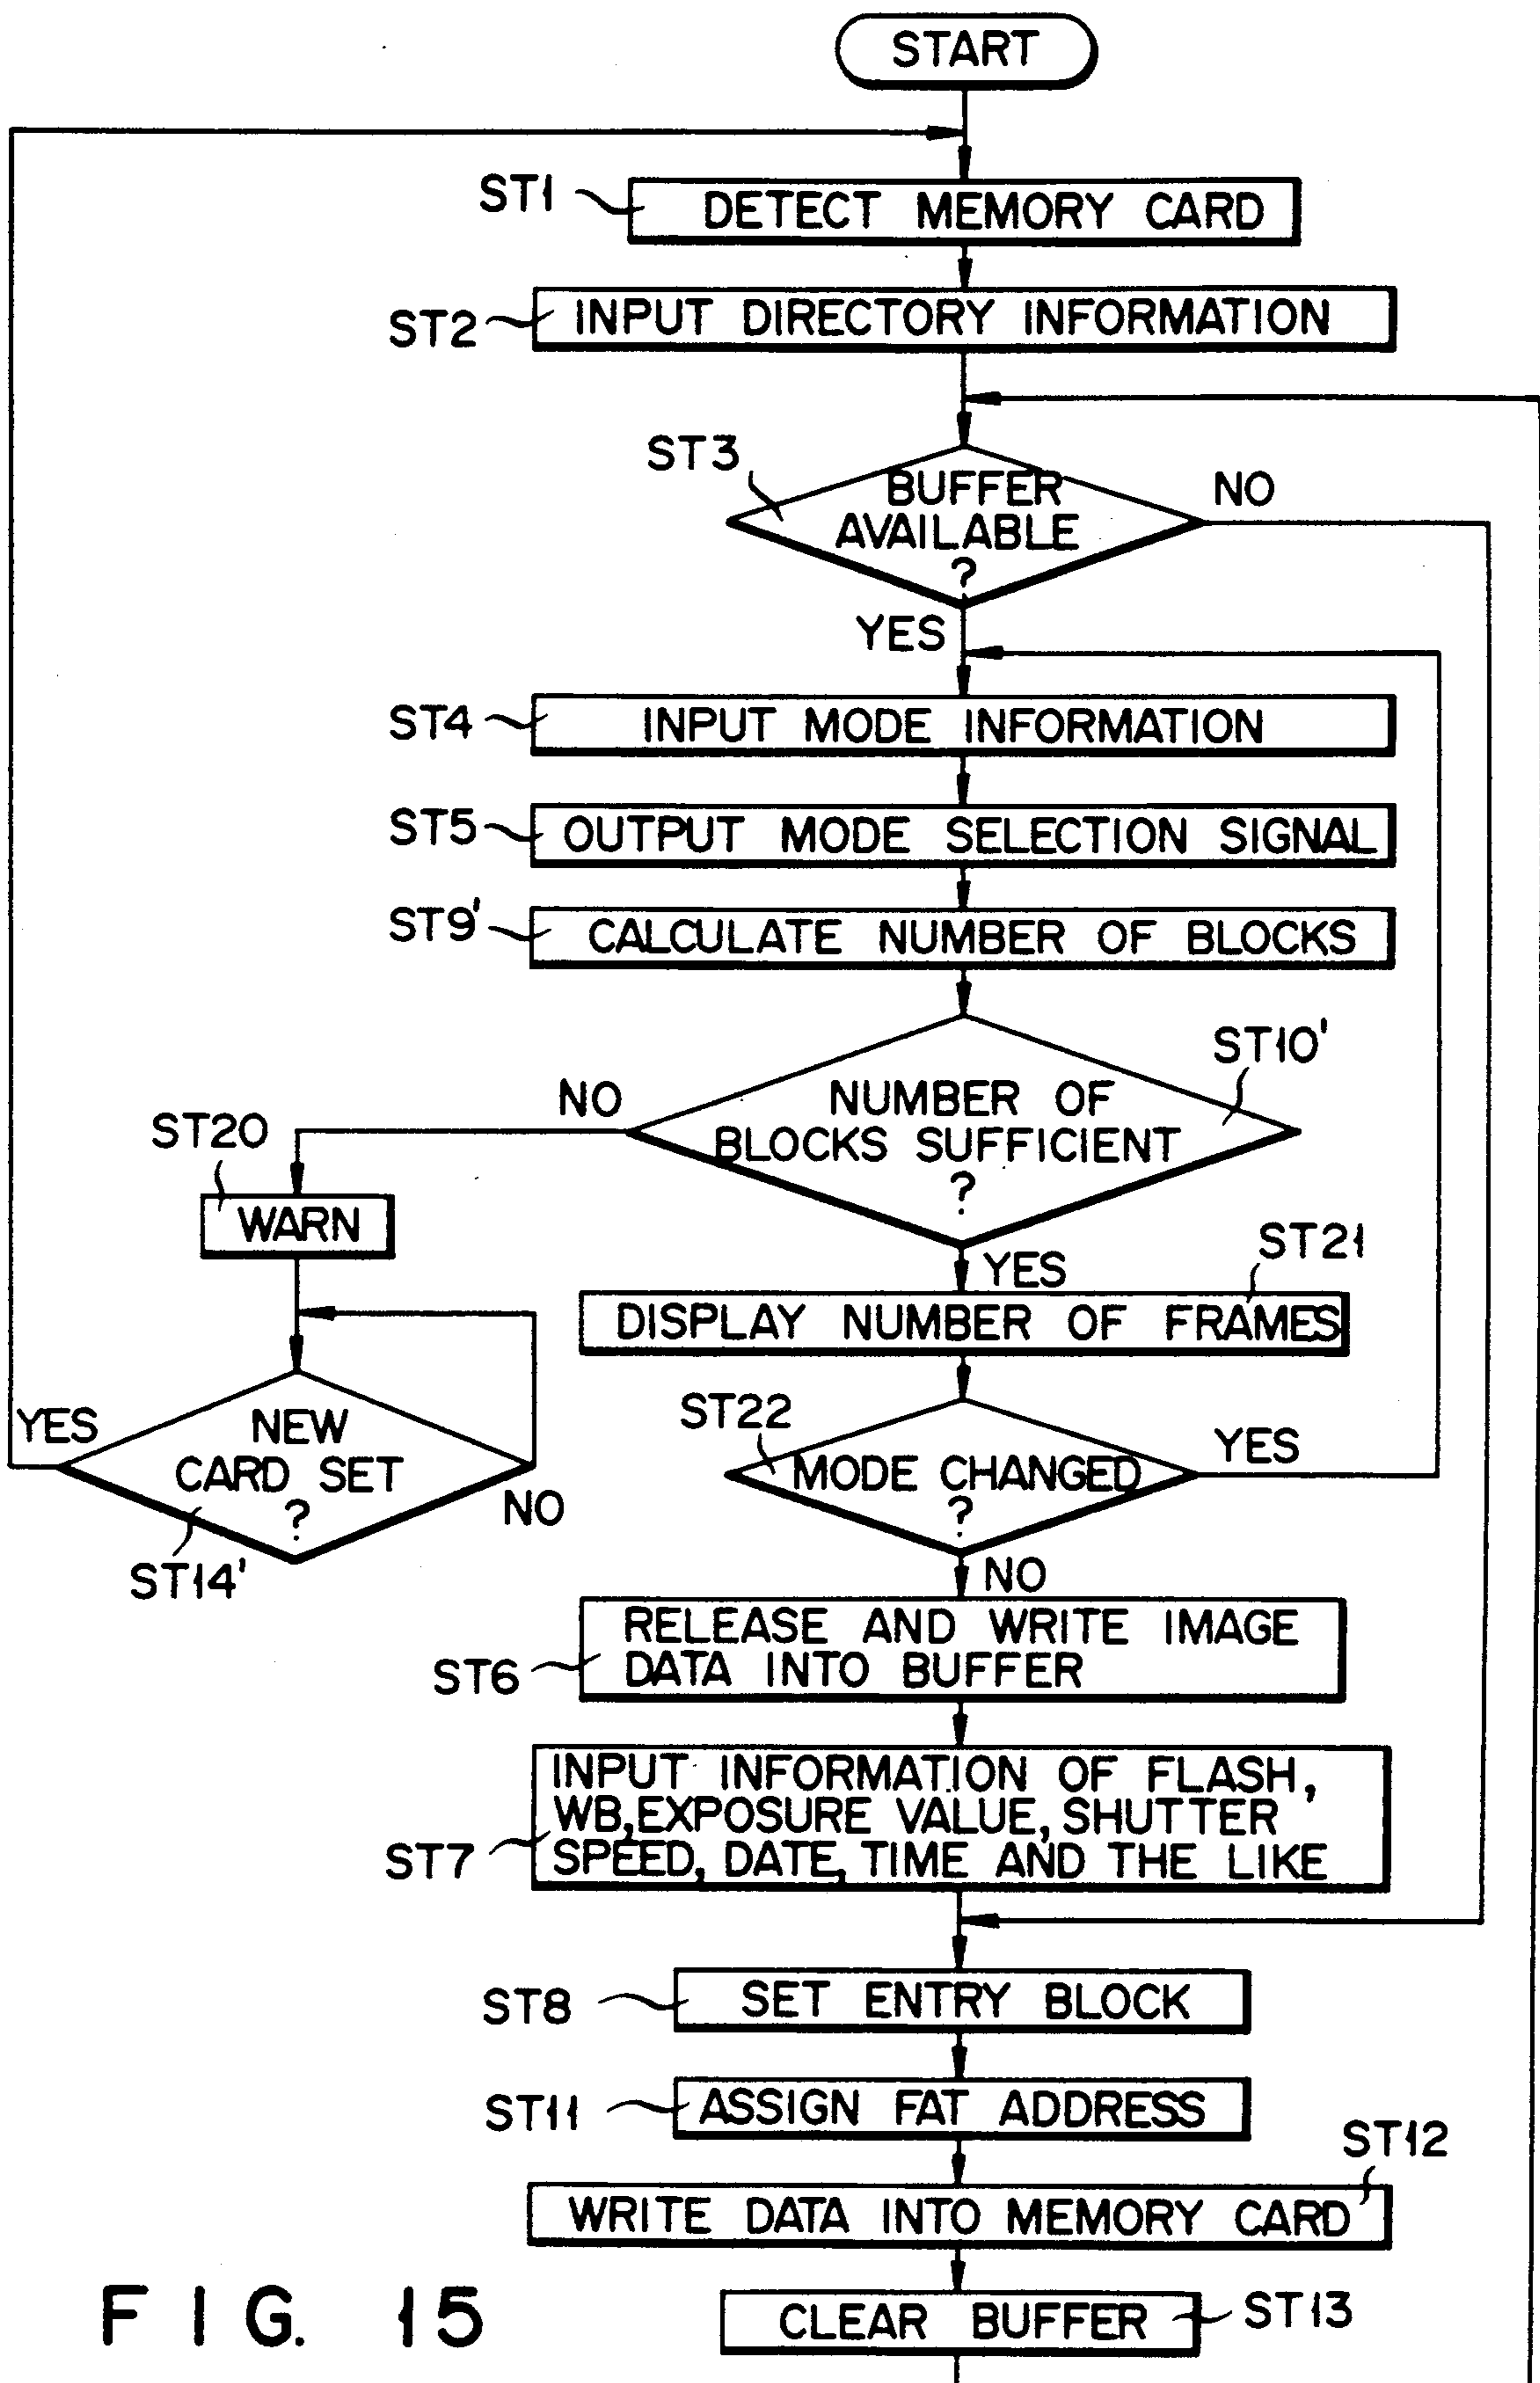 START
ST1
DETECT MEMORY CARD
ST2
INPUT DIRECTORY INFORMATION
ST3
BUFFER
AVAILABLE
?
NO
YES
ST4
INPUT MODE INFORMATION
ST5
OUTPUT MODE SELECTION SIGNAL
ST9'
CALCULATE NUMBER OF BLOCKS
ST10'
NO
NUMBER OF
BLOCKS SUFFICIENT
?
ST20
WARN
YES
ST21
DISPLAY NUMBER OF FRAMES
YES
NEW
CARD SET
?
NO
ST14'
ST22
MODE CHANGED
?
YES
NO
ST6
RELEASE AND WRITE IMAGE
DATA INTO BUFFER
ST7
INPUT INFORMATION OF FLASH,
WB, EXPOSURE VALUE, SHUTTER
SPEED, DATE, TIME AND THE LIKE
ST8
SET ENTRY BLOCK
ST11
ASSIGN FAT ADDRESS
ST12
WRITE DATA INTO MEMORY CARD
CLEAR BUFFER
ST13
FIG. 15